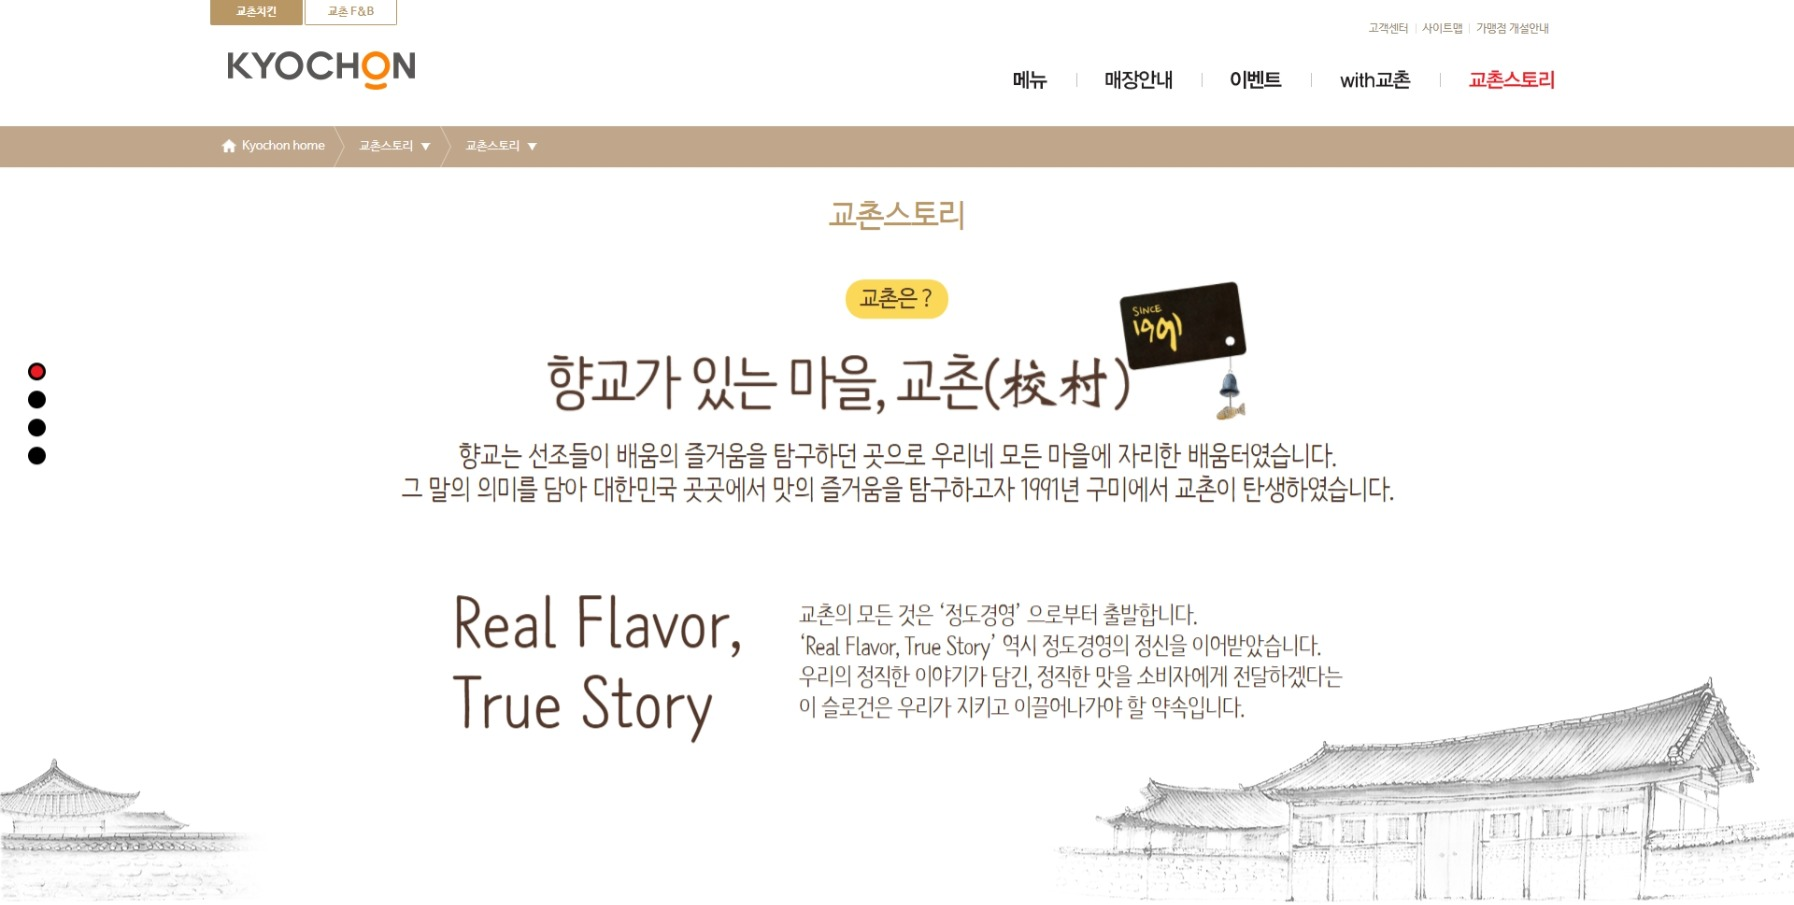 교촌치킨
교촌 F&B
고객센터
사이트맵
가맹점 개설안내
KYOCHON
메뉴
매장안내
이벤트
with교촌
교촌스토리
Kyochon home
교촌스토리
교촌스토리
교촌스토리
교촌은 ?
SINCE
1991
향교가 있는 마을, 교촌(校村)
향교는 선조들이 배움의 즐거움을 탐구하던 곳으로 우리네 모든 마을에 자리한 배움터였습니다.
그 말의 의미를 담아 대한민국 곳곳에서 맛의 즐거움을 탐구하고자 1991년 구미에서 교촌이 탄생하였습니다.
Real Flavor,
True Story
교촌의 모든 것은 ‘정도경영’ 으로부터 출발합니다.
‘Real Flavor, True Story’ 역시 정도경영의 정신을 이어받았습니다.
우리의 정직한 이야기가 담긴, 정직한 맛을 소비자에게 전달하겠다는
이 슬로건은 우리가 지키고 이끌어나가야 할 약속입니다.